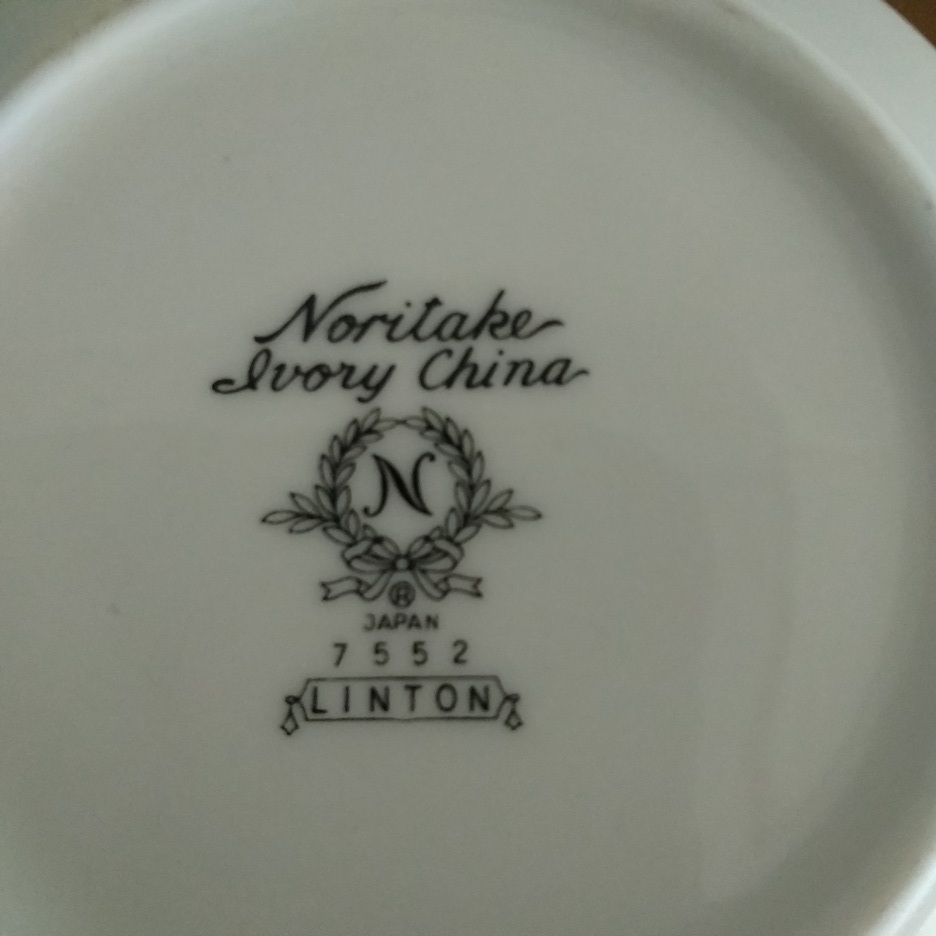 Noritake
Ivory China
N
®
JAPAN
7552
LINTON